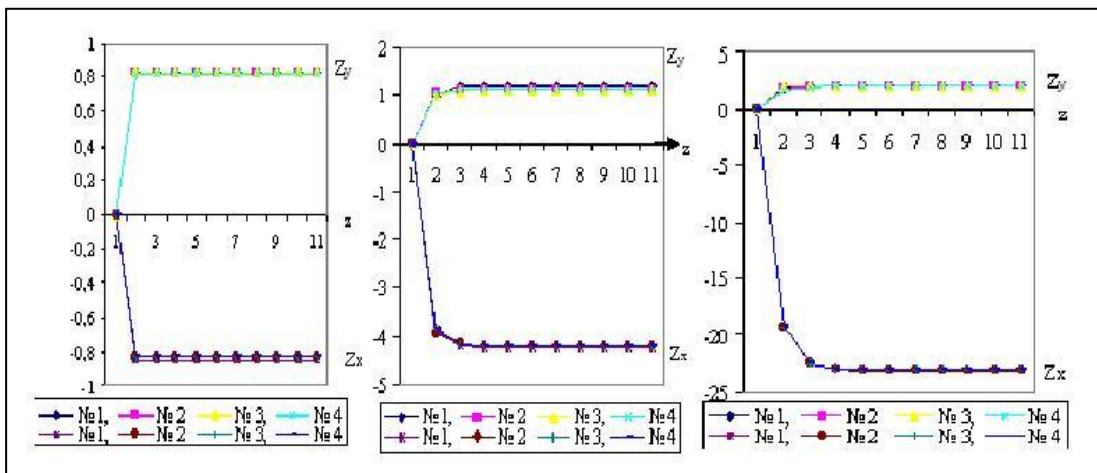 1
0,8
0,6
0,4
0,2
0
-0,2
-0,4
-0,6
-0,8
-1
1 3 5 7 9 11
Zy
z
Zx
№1, №2 №3, №4
№1, №2 №3, №4
2
1
0
-1
-2
-3
-4
-5
1 2 3 4 5 6 7 8 9 10 11
Zy
z
Zx
№1, №2 №3, №4
№1, №2 №3, №4
5
0
-5
-10
-15
-20
-25
1 2 3 4 5 6 7 8 9 10 11
Zy
z
Zx
№1, №2 №3, №4
№1, №2 №3, №4